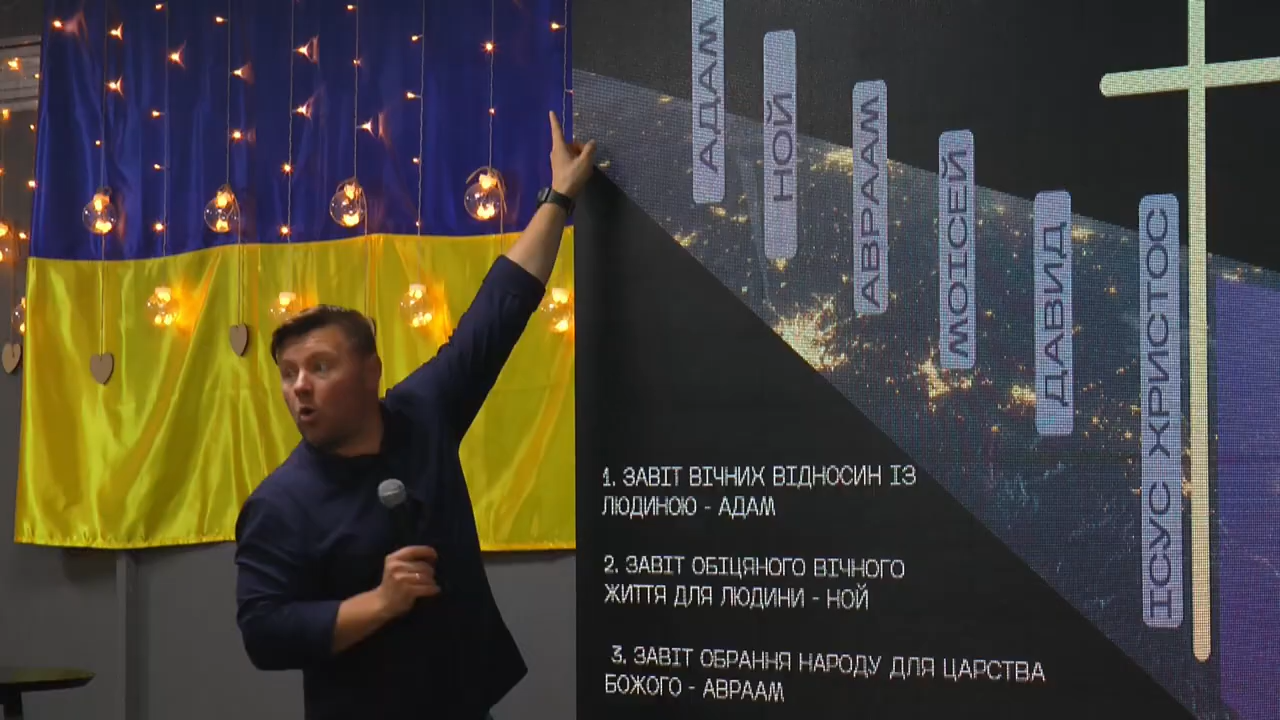 АДАМ
НОЙ
АВРААМ
МОІСЕЙ
ДАВИД
ІСУС ХРИСТОС
1. ЗАВІТ ВІЧНИХ ВІДНОСИН ІЗ
ЛЮДИНОЮ - АДАМ
2. ЗАВІТ ОБІЦЯНОГО ВІЧНОГО
ЖИТТЯ ДЛЯ ЛЮДИНИ - НОЙ
3. ЗАВІТ ОБРАННЯ НАРОДУ ДЛЯ ЦАРСТВА
БОЖОГО - АВРААМ